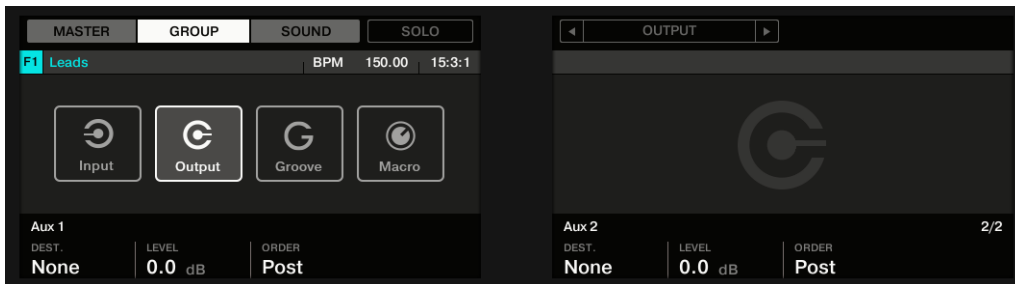 MASTER GROUP SOUND SOLO
F1 Leads BPM 150.00 15:3:1
Input Output Groove Macro
Aux 1
DEST. LEVEL ORDER
None 0.0 dB Post
OUTPUT
Aux 2 2/2
DEST. LEVEL ORDER
None 0.0 dB Post